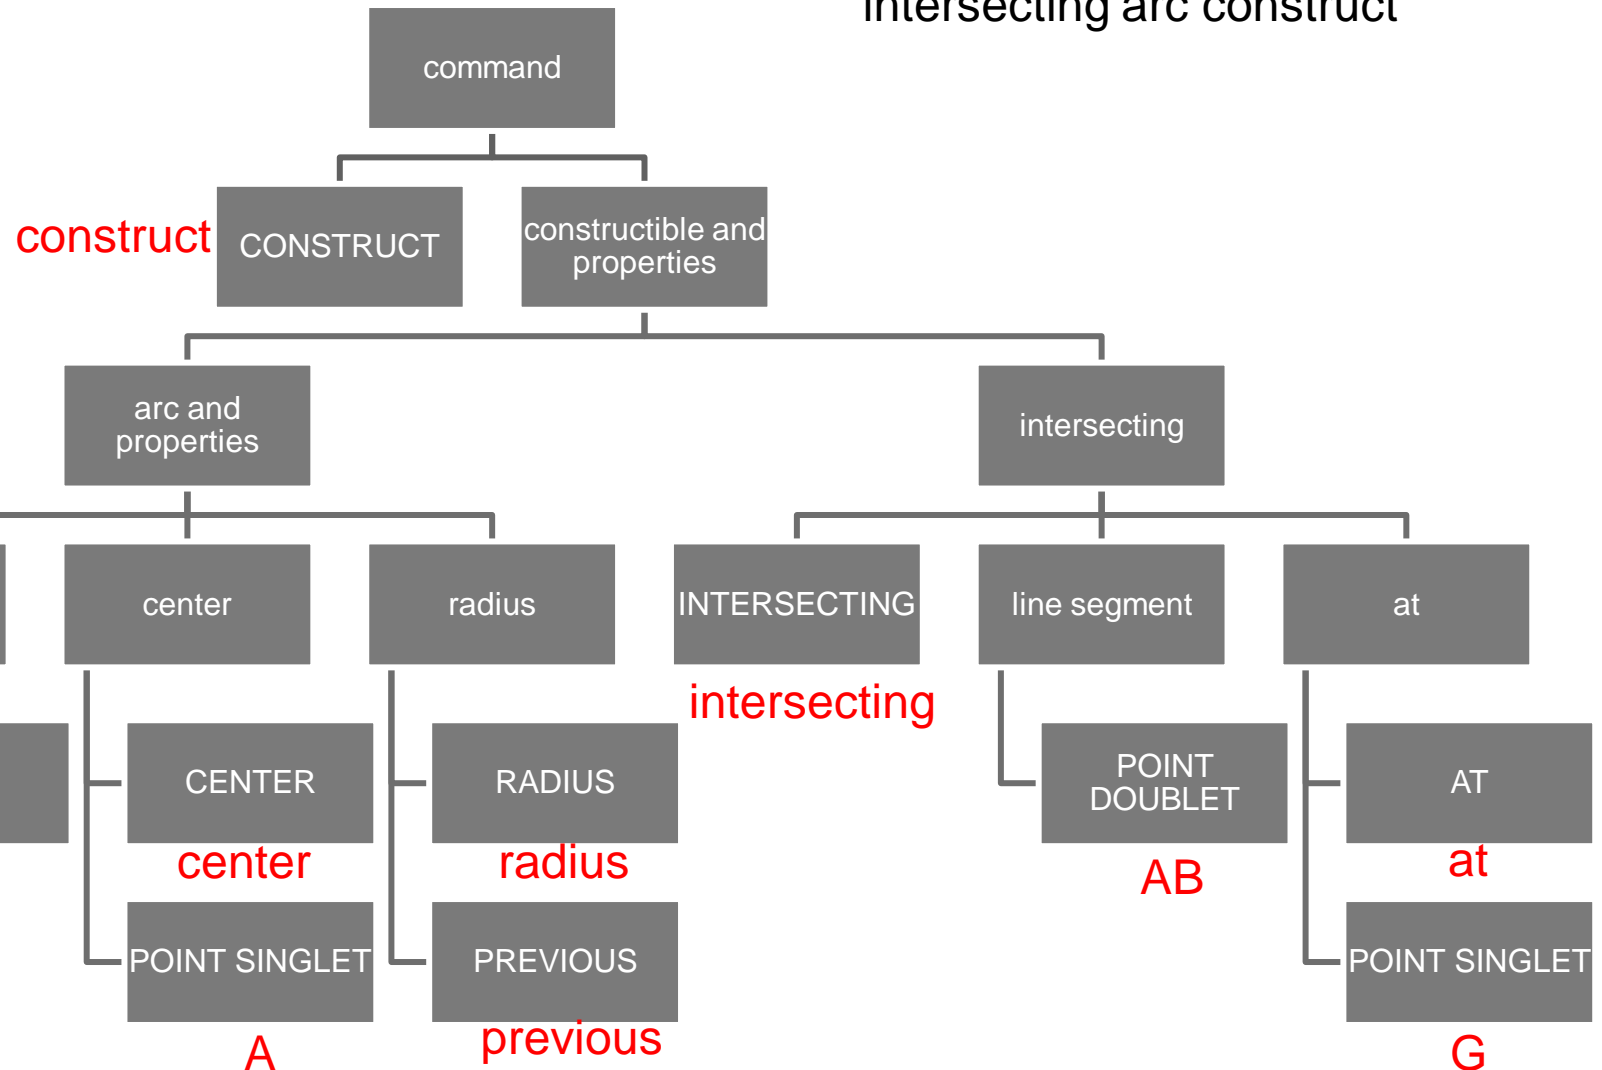 intersecting arc construct
command
construct
CONSTRUCT
constructible and
properties
arc and
properties
intersecting
center
radius
INTERSECTING
line segment
at
intersecting
CENTER
RADIUS
POINT
DOUBLET
AT
center
radius
AB
at
POINT SINGLET
PREVIOUS
POINT SINGLET
A
previous
G